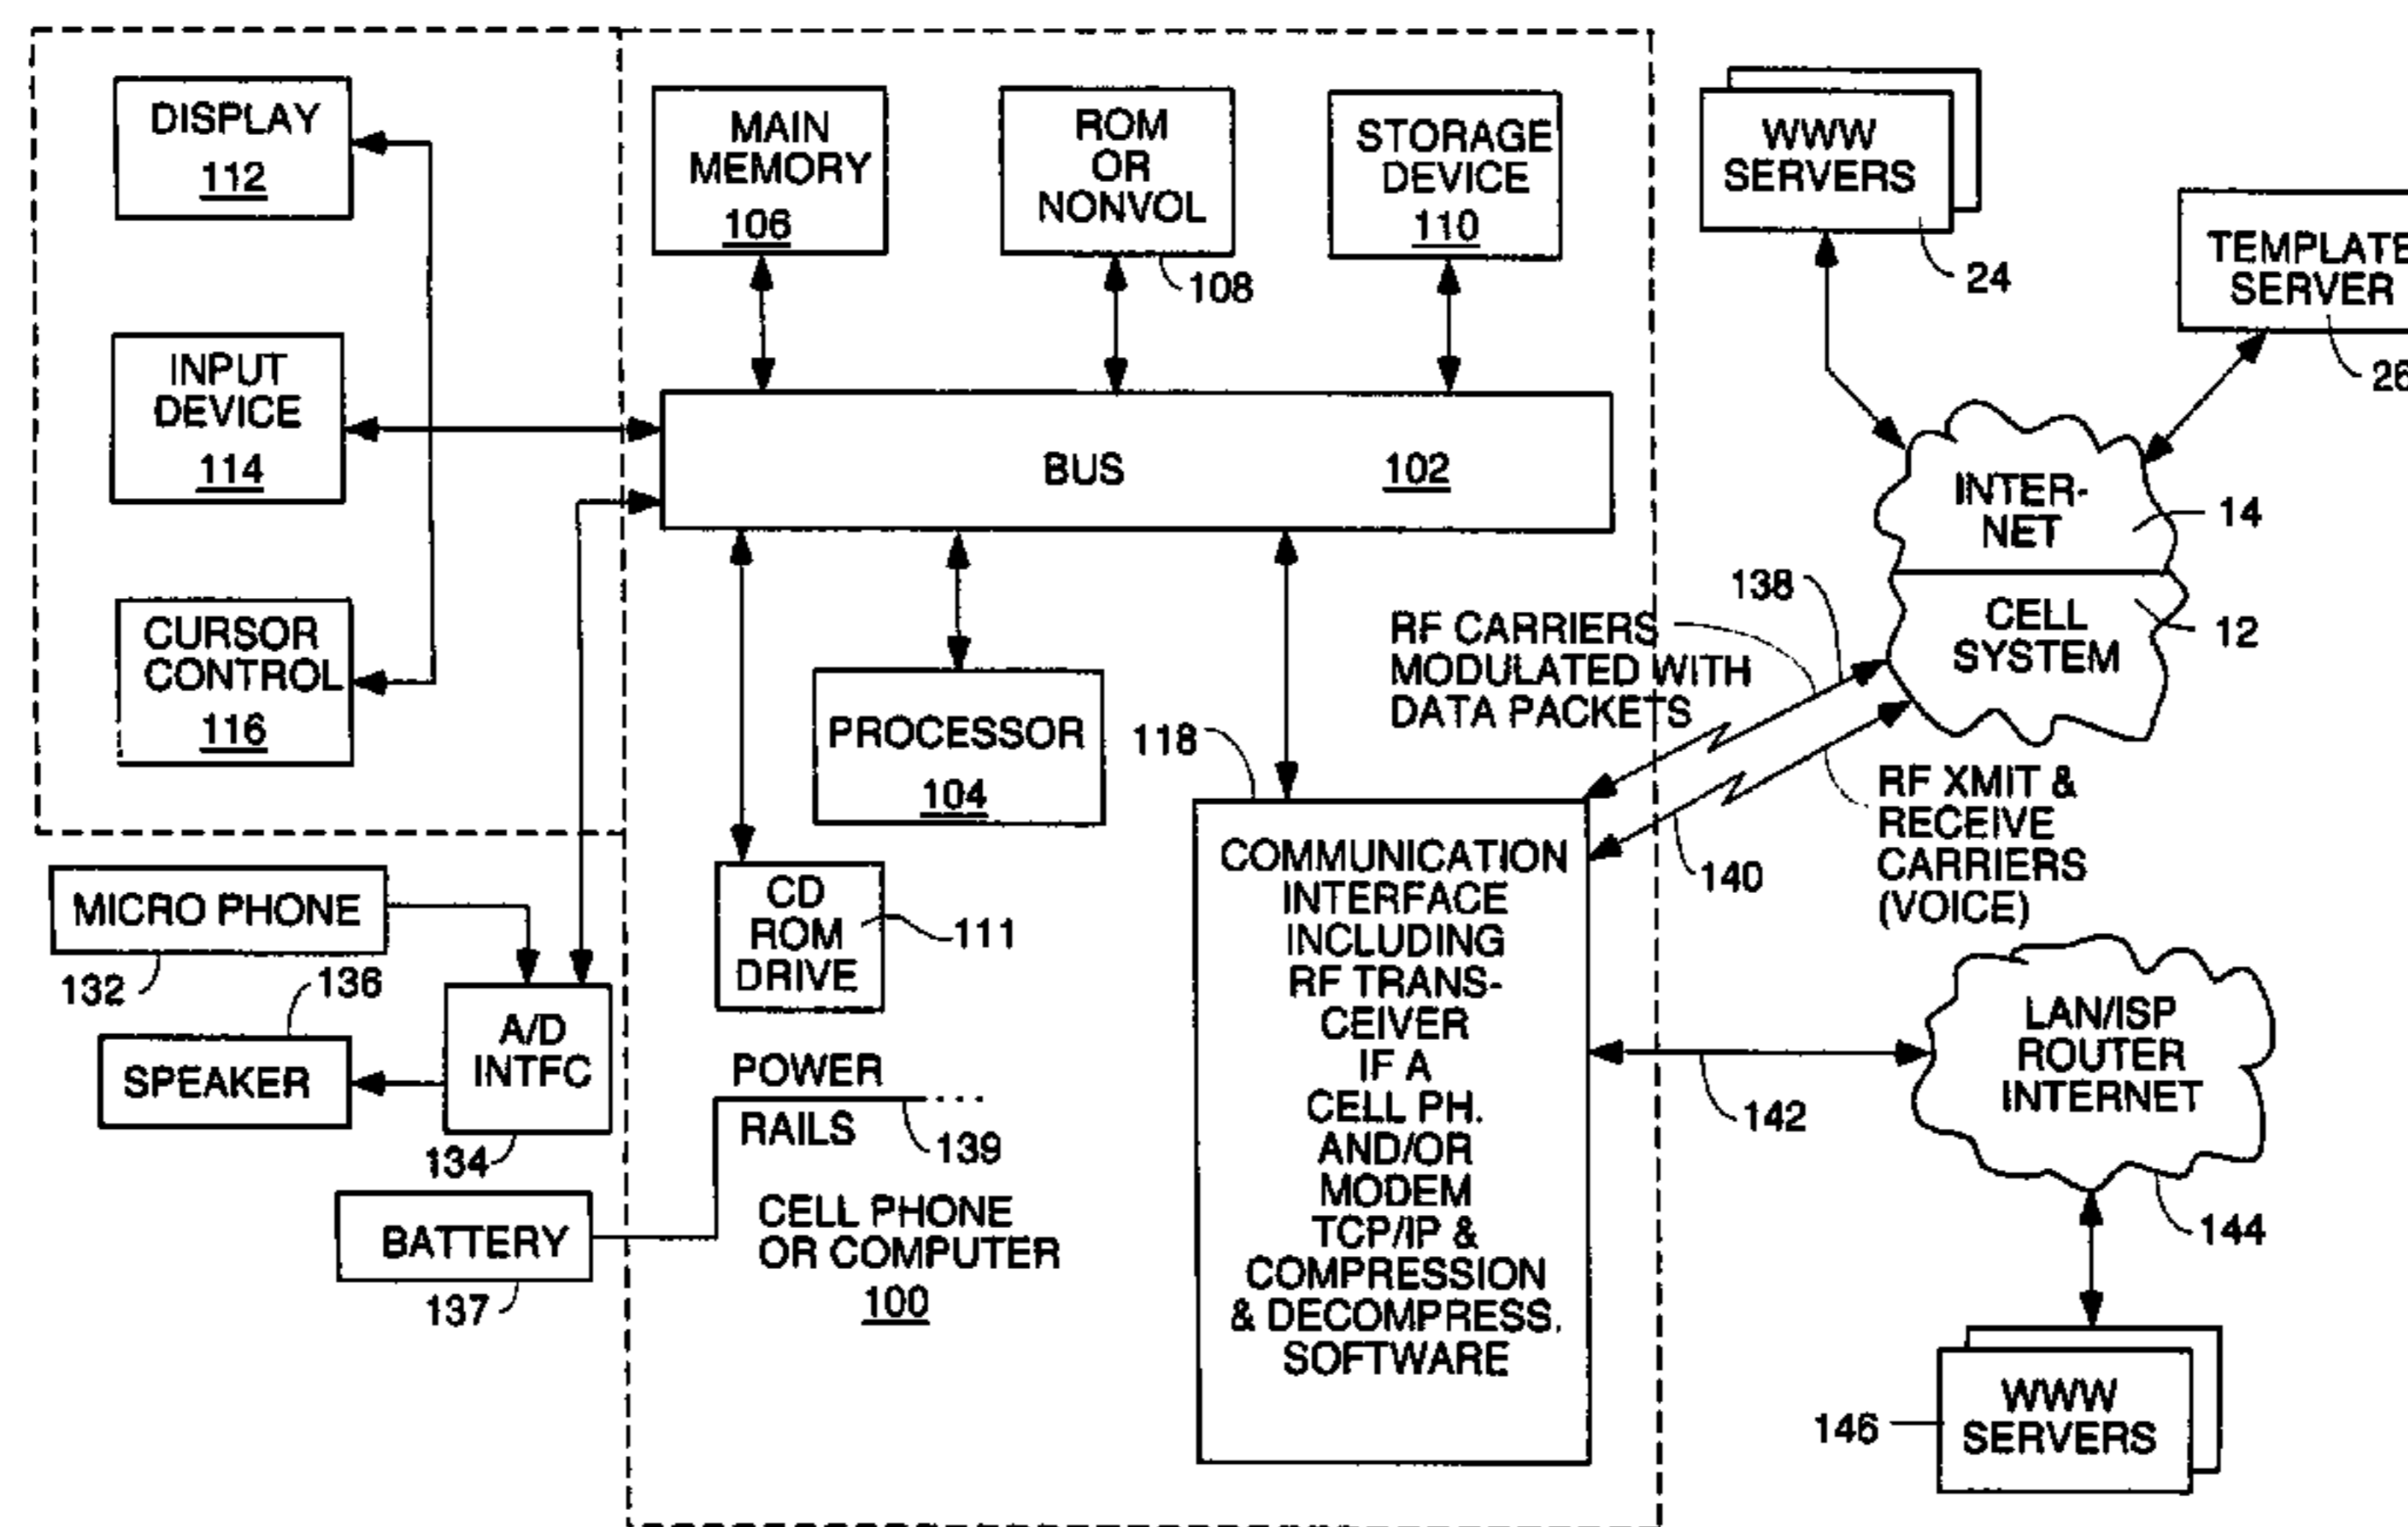 DISPLAY
112
MAIN
MEMORY
106
ROM
OR
NONVOL
108
STORAGE
DEVICE
110
WWW
SERVERS
24
TEMPLATE
SERVER
26
INPUT
DEVICE
114
BUS 102
INTER-
NET
14
CELL
SYSTEM
12
CURSOR
CONTROL
116
PROCESSOR
104
118
138
RF CARRIERS
MODULATED WITH
DATA PACKETS
140
RF XMIT &
RECEIVE
CARRIERS
(VOICE)
MICRO PHONE
132
136
SPEAKER
A/D
INTFC
134
BATTERY
137
CD
ROM
DRIVE
111
POWER
RAILS
139
CELL PHONE
OR COMPUTER
100
COMMUNICATION
INTERFACE
INCLUDING
RF TRANS-
CEIVER
IF A
CELL PH.
AND/OR
MODEM
TCP/IP &
COMPRESSION
& DECOMPRESS.
SOFTWARE
142
LAN/ISP
ROUTER
INTERNET
144
WWW
SERVERS
146